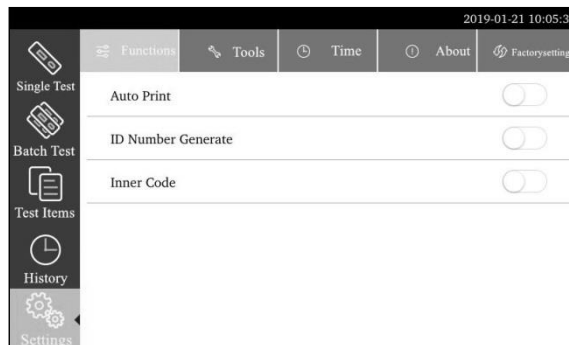 2019-01-21 10:05:3
Functions
Tools
Time
About
Factorysetting
Single Test
Batch Test
Test Items
History
Settings
Auto Print
ID Number Generate
Inner Code